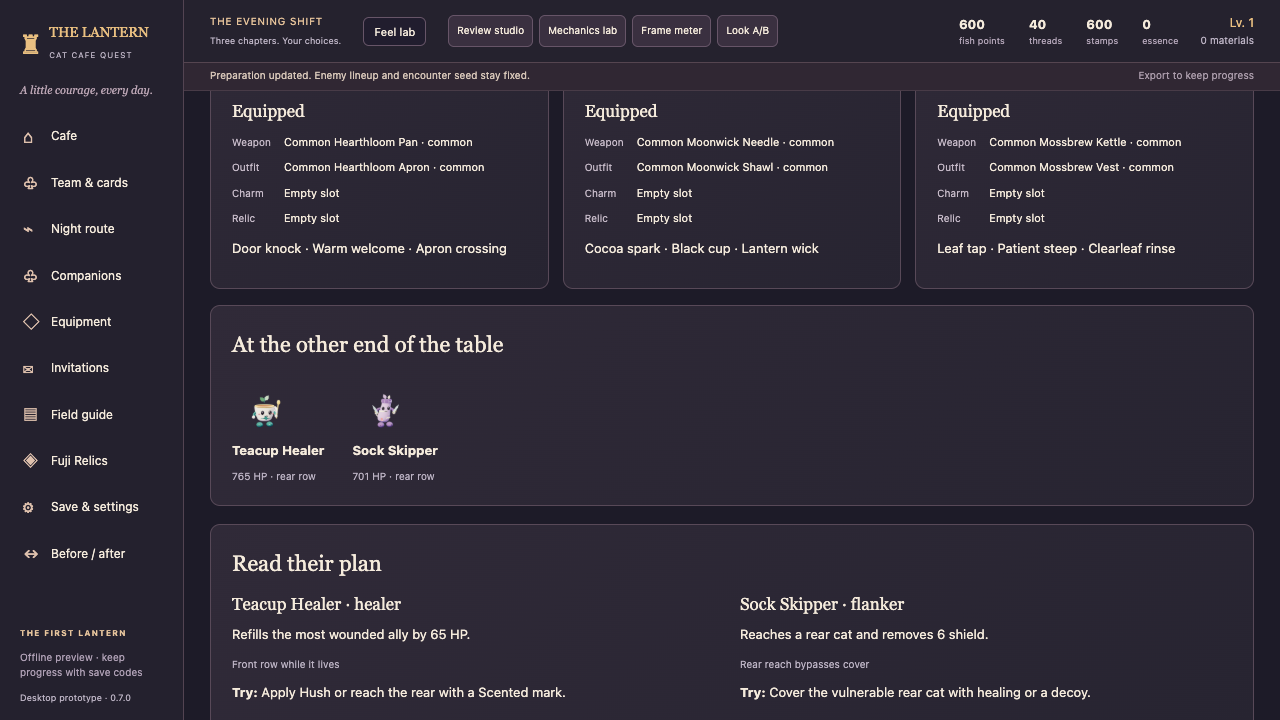 THE LANTERN
CAT CAFE QUEST
A little courage, every day.
Cafe
Team & cards
Night route
Companions
Equipment
Invitations
Field guide
Fuji Relics
Save & settings
Before / after
THE FIRST LANTERN
Offline preview · keep
progress with save codes
Desktop prototype · 0.7.0
THE EVENING SHIFT
Three chapters. Your choices.
Feel lab
Review studio
Mechanics lab
Frame meter
Look A/B
600
fish points
40
threads
600
stamps
0
essence
Lv. 1
0 materials
Preparation updated. Enemy lineup and encounter seed stay fixed.
Export to keep progress
Equipped
Weapon Common Hearthloom Pan · common
Outfit Common Hearthloom Apron · common
Charm Empty slot
Relic Empty slot
Door knock · Warm welcome · Apron crossing
Equipped
Weapon Common Moonwick Needle · common
Outfit Common Moonwick Shawl · common
Charm Empty slot
Relic Empty slot
Cocoa spark · Black cup · Lantern wick
Equipped
Weapon Common Mossbrew Kettle · common
Outfit Common Mossbrew Vest · common
Charm Empty slot
Relic Empty slot
Leaf tap · Patient steep · Clearleaf rinse
At the other end of the table
Teacup Healer
765 HP · rear row
Sock Skipper
701 HP · rear row
Read their plan
Teacup Healer · healer
Refills the most wounded ally by 65 HP.
Front row while it lives
Try: Apply Hush or reach the rear with a Scented mark.
Sock Skipper · flanker
Reaches a rear cat and removes 6 shield.
Rear reach bypasses cover
Try: Cover the vulnerable rear cat with healing or a decoy.